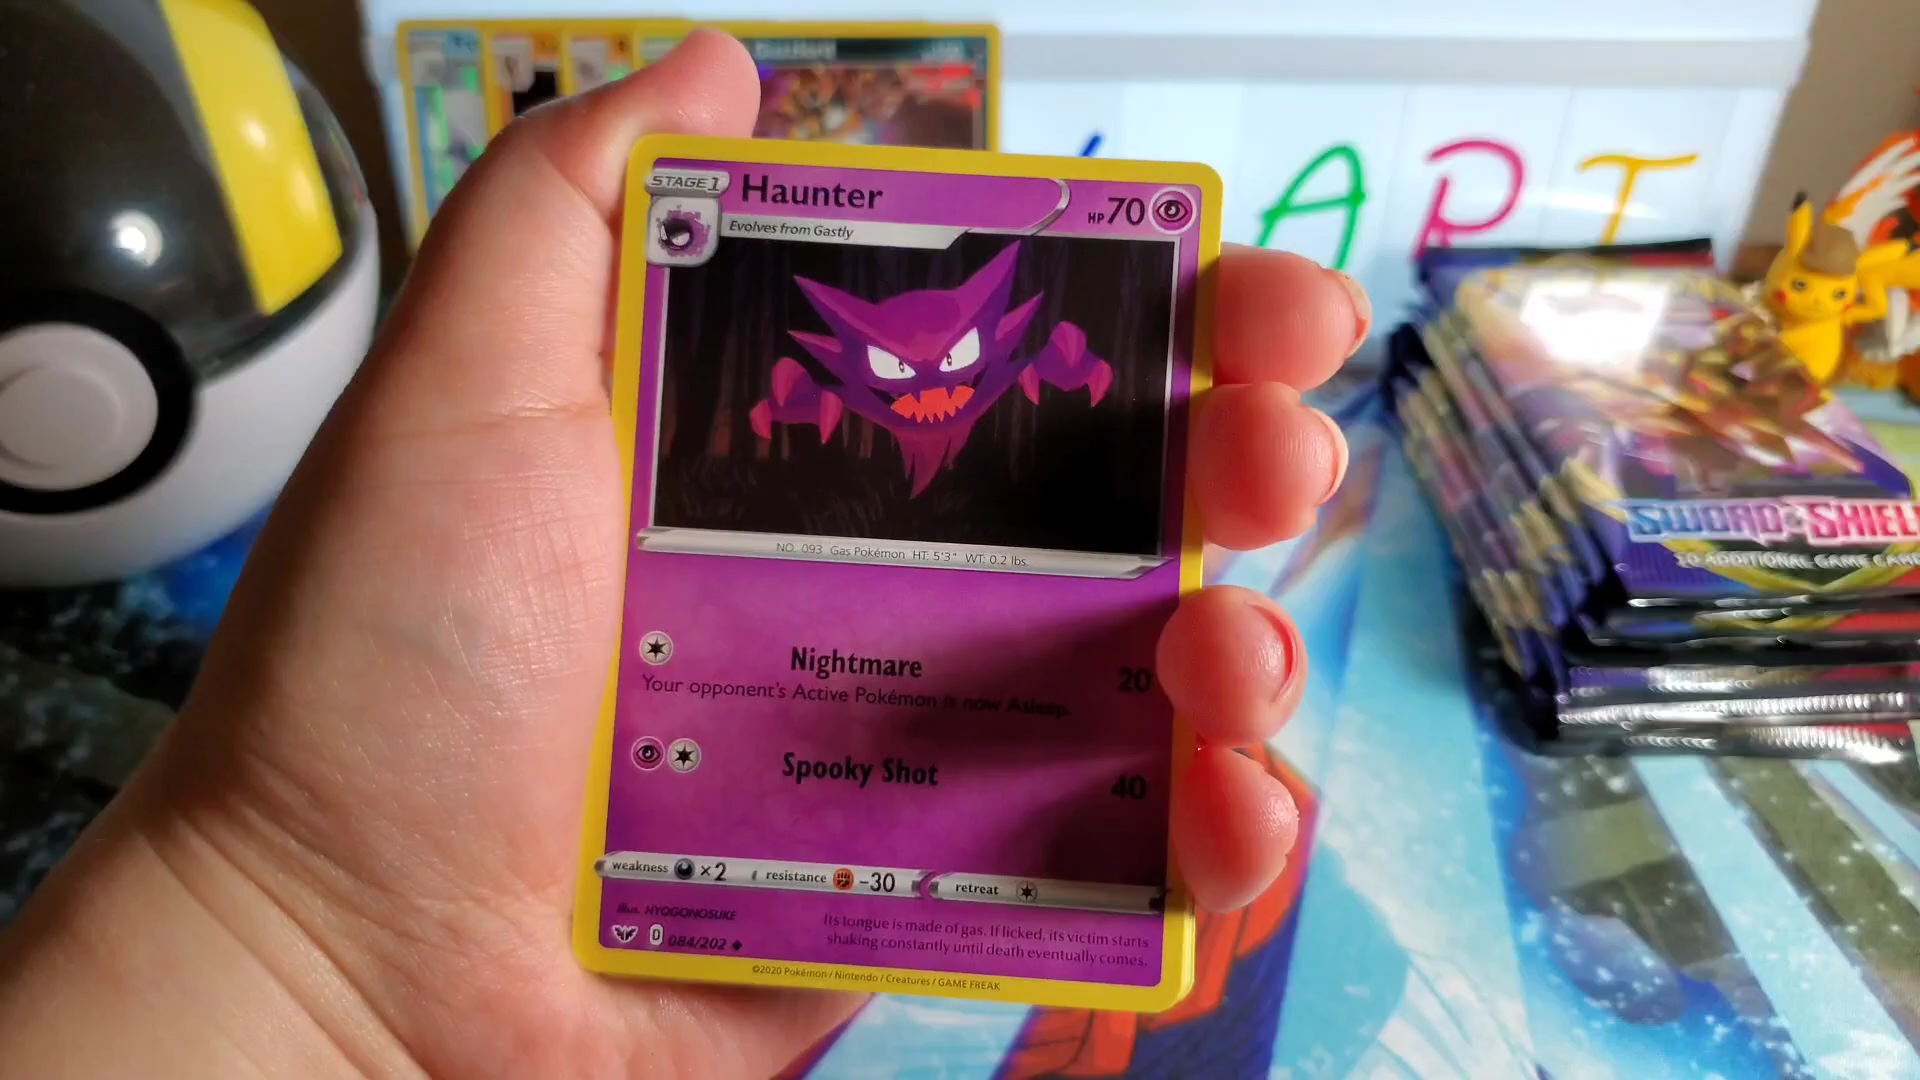 STAGE 1 Haunter HP 70
Evolves from Gastly
NO. 093 Gas Pokémon HT: 5'3" WT: 0.2 lbs.
Nightmare 20
Your opponent's Active Pokémon is now Asleep.
Spooky Shot 40
weakness ×2 resistance -30 retreat
illus. HYOGONOSUKE
D 084/202
Its tongue is made of gas. If licked, its victim starts
shaking constantly until death eventually comes.
©2020 Pokémon / Nintendo / Creatures / GAME FREAK
ART
SWORD & SHIEL
10 ADDITIONAL GAME CAR